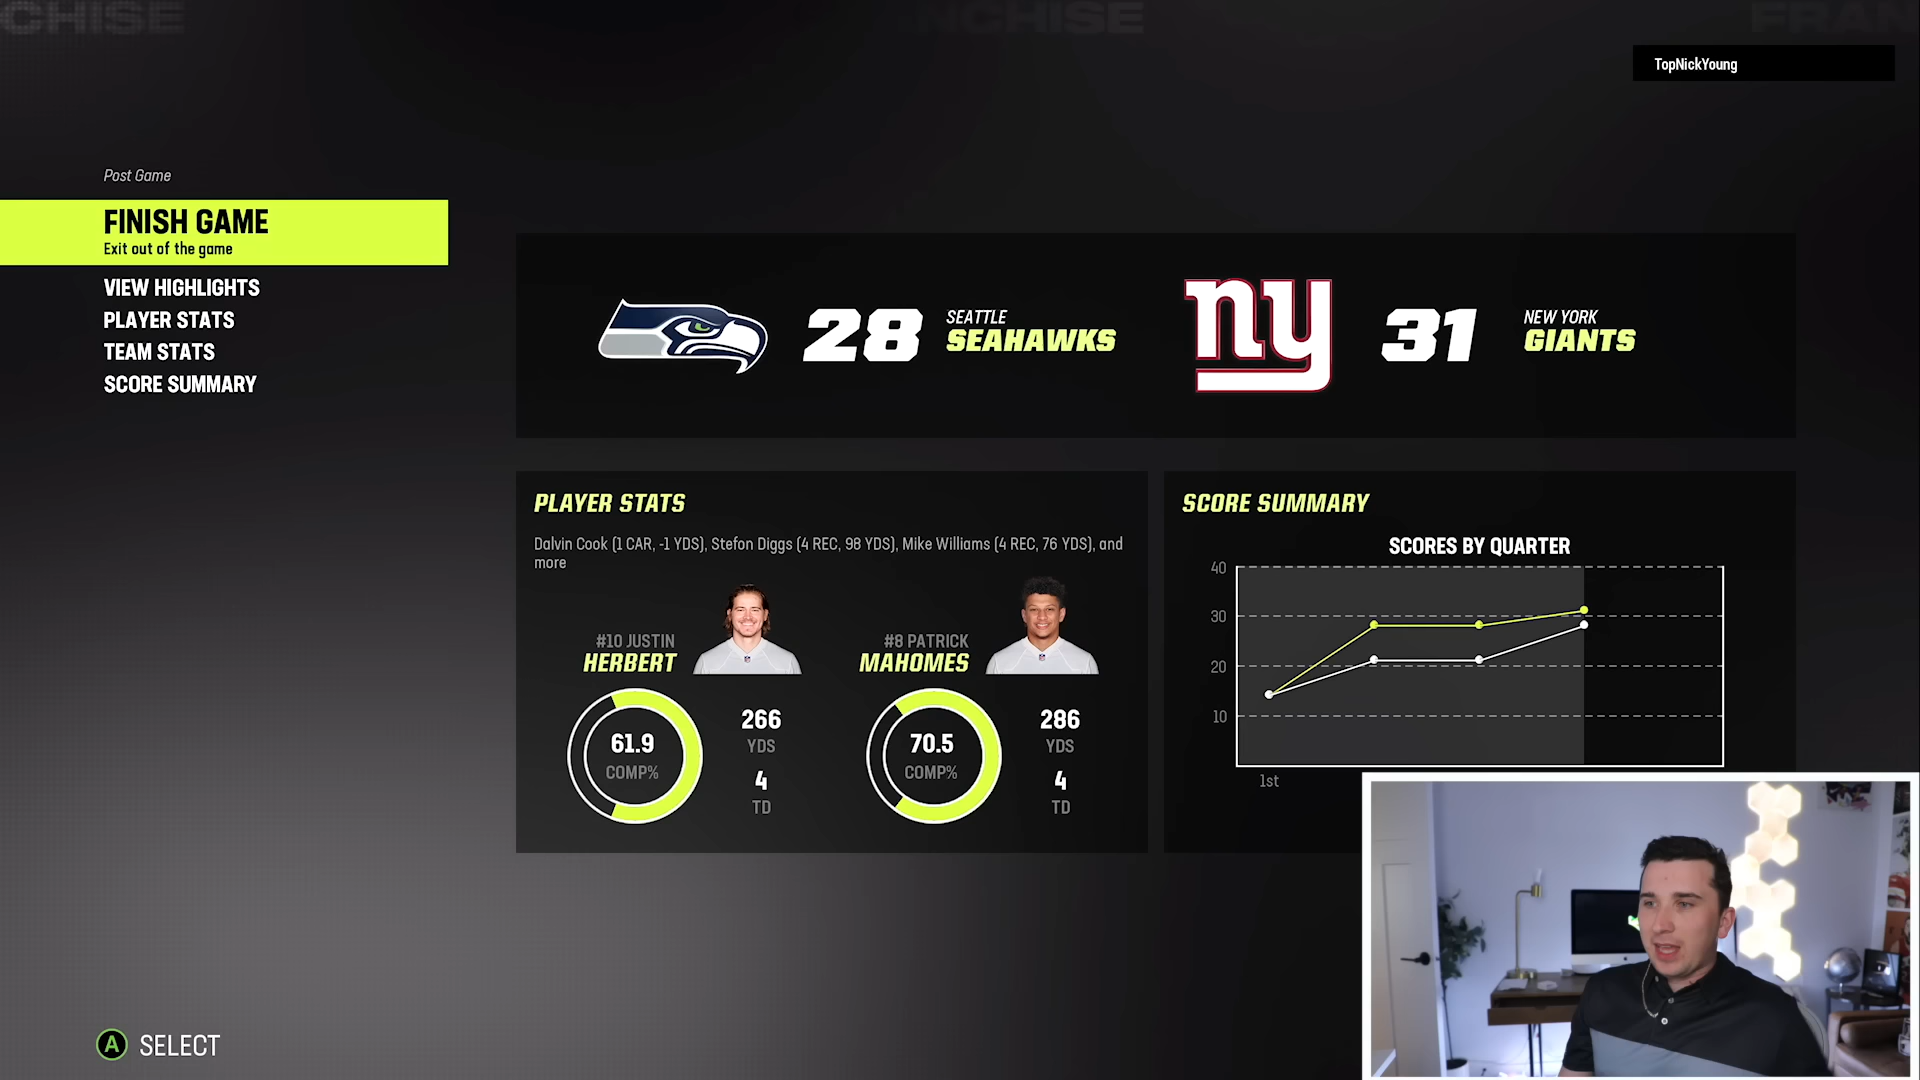 CHISE
NCHISE
FRAN
TopNickYoung
Post Game
FINISH GAME
Exit out of the game
VIEW HIGHLIGHTS
PLAYER STATS
TEAM STATS
SCORE SUMMARY
28
SEATTLE
SEAHAWKS
ny
31
NEW YORK
GIANTS
PLAYER STATS
Dalvin Cook (1 CAR, -1 YDS), Stefon Diggs (4 REC, 98 YDS), Mike Williams (4 REC, 76 YDS), and
more
#10 JUSTIN
HERBERT
61.9
COMP%
266
YDS
4
TD
#8 PATRICK
MAHOMES
70.5
COMP%
286
YDS
4
TD
SCORE SUMMARY
SCORES BY QUARTER
40
30
20
10
1st
A SELECT